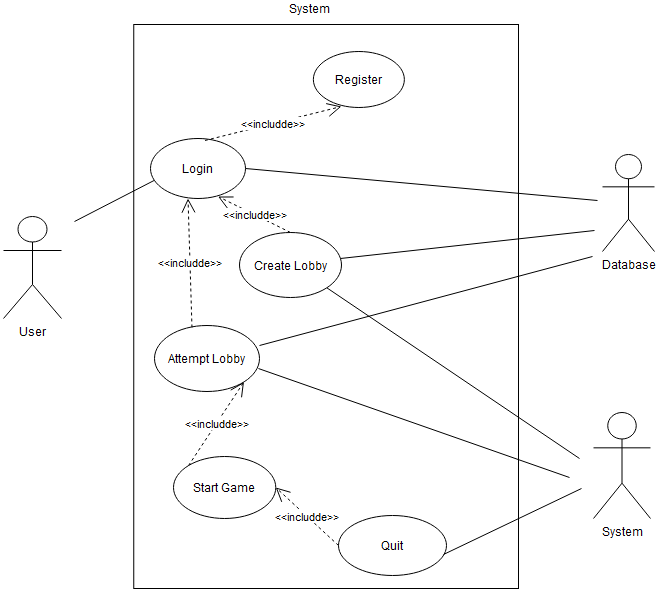 System
Register
<<includde>>
Login
<<includde>>
Create Lobby
Database
<<includde>>
User
Attempt Lobby
<<includde>>
Start Game
<<includde>>
System
Quit